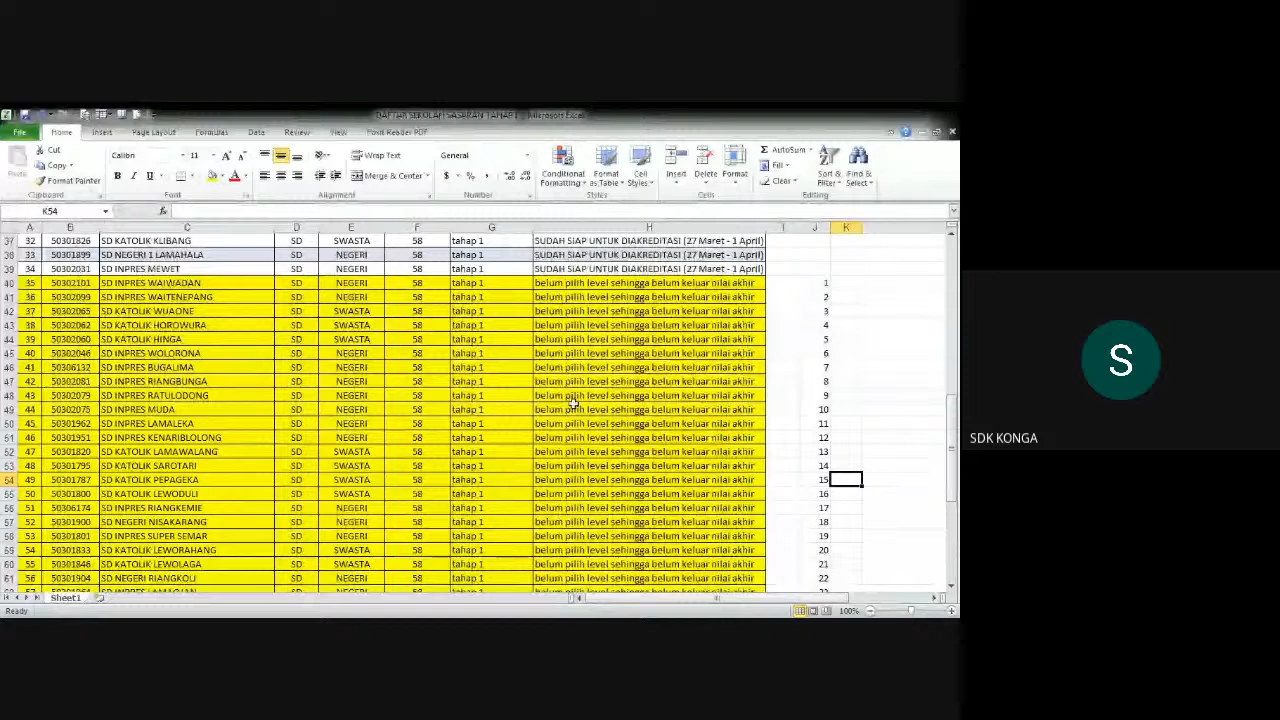 DAFTAR SEKOLAH SASARAN TAHAP 1 - Microsoft Excel
File Home Insert Page Layout Formulas Data Review View Foxit Reader PDF
Cut
Copy
Format Painter
Paste
Clipboard
Calibri 11
B I U
Font
Wrap Text
Merge & Center
Alignment
General
$ % ,
Number
Conditional Formatting
Format as Table
Cell Styles
Styles
Insert Delete Format
Cells
AutoSum
Fill
Clear
Sort & Filter
Find & Select
Editing
K54 fx
A B C D E F G H I J K
37 32 50301826 SD KATOLIK KLIBANG SD SWASTA 58 tahap 1 SUDAH SIAP UNTUK DIAKREDITASI (27 Maret - 1 April)
38 33 50301899 SD NEGERI 1 LAMAHALA SD NEGERI 58 tahap 1 SUDAH SIAP UNTUK DIAKREDITASI (27 Maret - 1 April)
39 34 50302031 SD INPRES MEWET SD NEGERI 58 tahap 1 SUDAH SIAP UNTUK DIAKREDITASI (27 Maret - 1 April)
40 35 50302101 SD INPRES WAIWADAN SD NEGERI 58 tahap 1 belum pilih level sehingga belum keluar nilai akhir 1
41 36 50302099 SD INPRES WAITENEPANG SD NEGERI 58 tahap 1 belum pilih level sehingga belum keluar nilai akhir 2
42 37 50302065 SD KATOLIK WUAONE SD SWASTA 58 tahap 1 belum pilih level sehingga belum keluar nilai akhir 3
43 38 50302062 SD KATOLIK HOROWURA SD SWASTA 58 tahap 1 belum pilih level sehingga belum keluar nilai akhir 4
44 39 50302060 SD KATOLIK HINGA SD SWASTA 58 tahap 1 belum pilih level sehingga belum keluar nilai akhir 5
45 40 50302046 SD INPRES WOLORONA SD NEGERI 58 tahap 1 belum pilih level sehingga belum keluar nilai akhir 6
46 41 50306132 SD INPRES BUGALIMA SD NEGERI 58 tahap 1 belum pilih level sehingga belum keluar nilai akhir 7
47 42 50302081 SD INPRES RIANGBUNGA SD NEGERI 58 tahap 1 belum pilih level sehingga belum keluar nilai akhir 8
48 43 50302079 SD INPRES RATULODONG SD NEGERI 58 tahap 1 belum pilih level sehingga belum keluar nilai akhir 9
49 44 50302075 SD INPRES MUDA SD NEGERI 58 tahap 1 belum pilih level sehingga belum keluar nilai akhir 10
50 45 50301962 SD INPRES LAMALEKA SD NEGERI 58 tahap 1 belum pilih level sehingga belum keluar nilai akhir 11
51 46 50301951 SD INPRES KENARIBLOLONG SD NEGERI 58 tahap 1 belum pilih level sehingga belum keluar nilai akhir 12
52 47 50301820 SD KATOLIK LAMAWALANG SD SWASTA 58 tahap 1 belum pilih level sehingga belum keluar nilai akhir 13
53 48 50301795 SD KATOLIK SAROTARI SD SWASTA 58 tahap 1 belum pilih level sehingga belum keluar nilai akhir 14
54 49 50301787 SD KATOLIK PEPAGEKA SD SWASTA 58 tahap 1 belum pilih level sehingga belum keluar nilai akhir 15
55 50 50301800 SD KATOLIK LEWODULI SD SWASTA 58 tahap 1 belum pilih level sehingga belum keluar nilai akhir 16
56 51 50306174 SD INPRES RIANGKEMIE SD NEGERI 58 tahap 1 belum pilih level sehingga belum keluar nilai akhir 17
57 52 50301900 SD NEGERI NISAKARANG SD NEGERI 58 tahap 1 belum pilih level sehingga belum keluar nilai akhir 18
58 53 50301801 SD INPRES SUPER SEMAR SD NEGERI 58 tahap 1 belum pilih level sehingga belum keluar nilai akhir 19
59 54 50301833 SD KATOLIK LEWORAHANG SD SWASTA 58 tahap 1 belum pilih level sehingga belum keluar nilai akhir 20
60 55 50301846 SD KATOLIK LEWOLAGA SD SWASTA 58 tahap 1 belum pilih level sehingga belum keluar nilai akhir 21
61 56 50301904 SD NEGERI RIANGKOLI SD NEGERI 58 tahap 1 belum pilih level sehingga belum keluar nilai akhir 22
Sheet1
Ready 100%
S
SDK KONGA